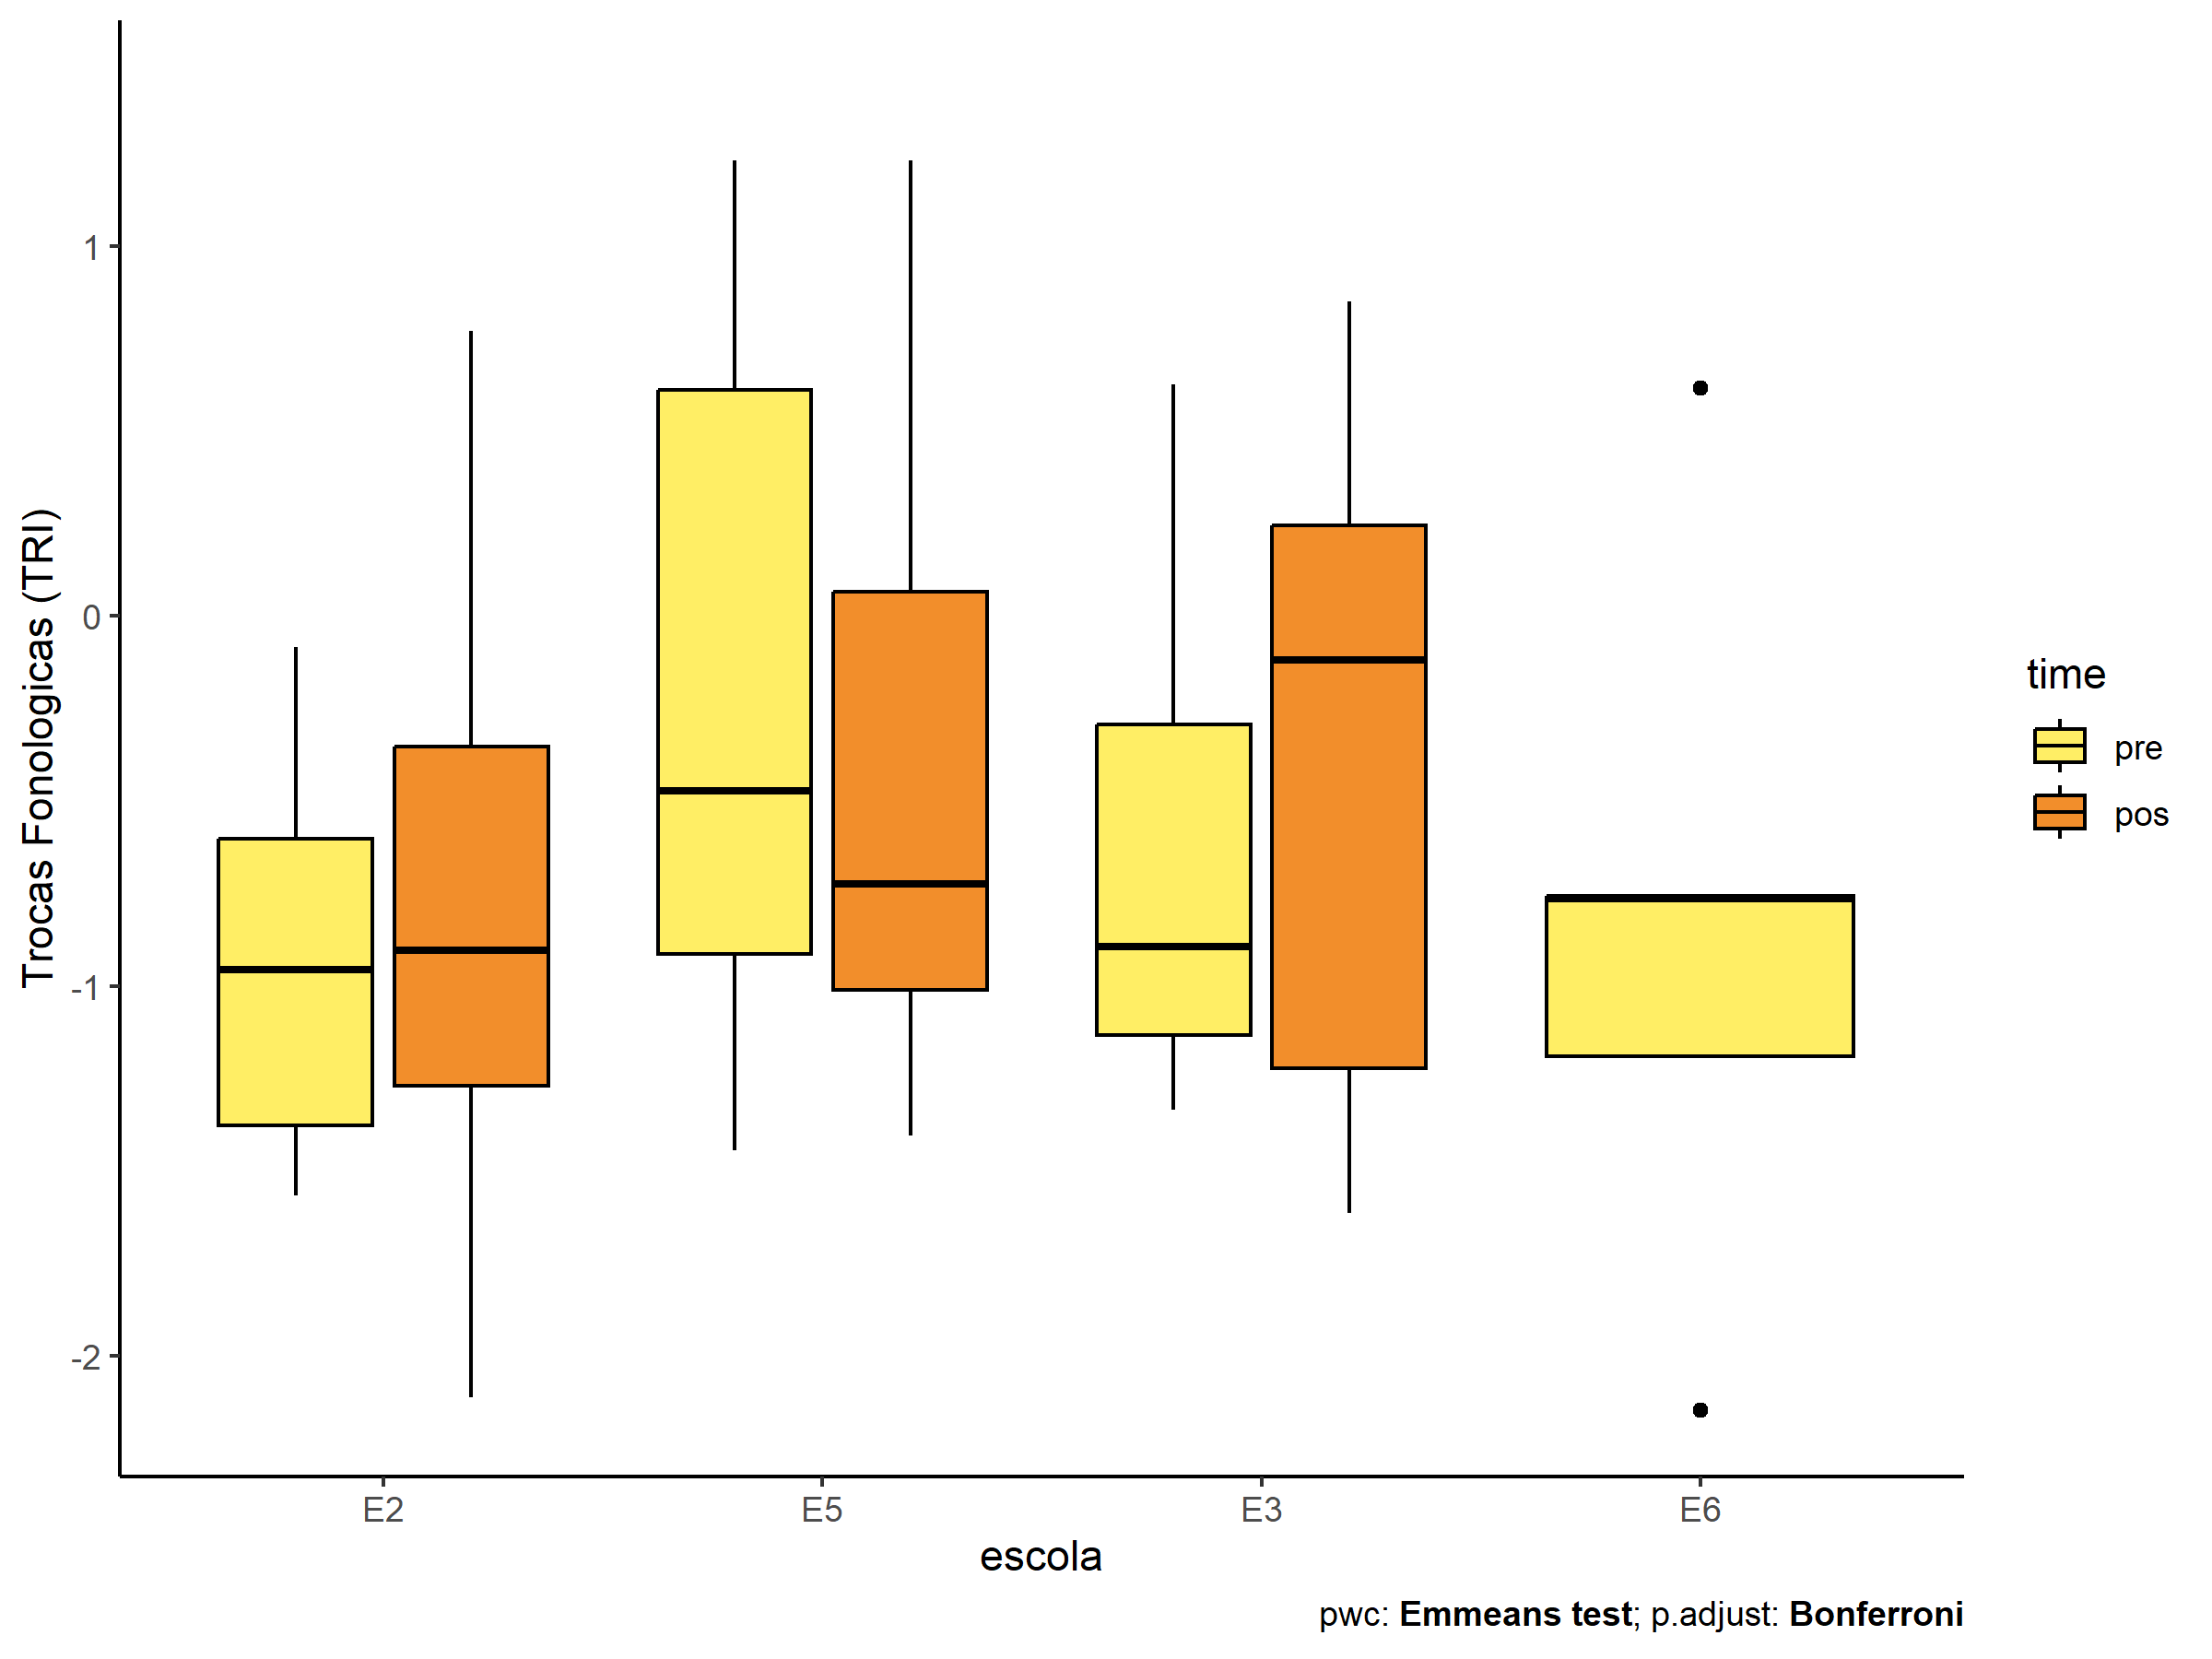 Trocas Fonologicas (TRI)
1
0
-1
-2
E2 E5 E3 E6
escola
time
pre
pos
pwc: Emmeans test; p.adjust: Bonferroni